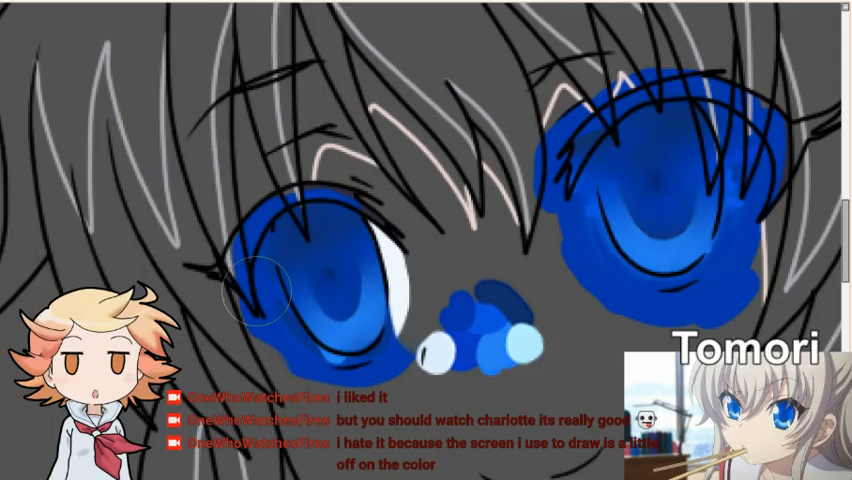 Tomori
OneWhoWatchesFires i liked it
OneWhoWatchesFires but you should watch chariotte its really good
OneWhoWatchesFires i hate it because the screen i use to draw is a little
off on the color